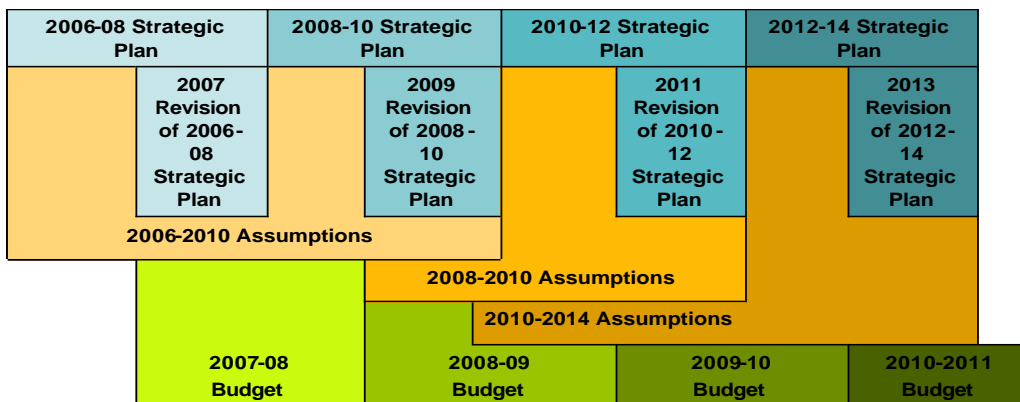 2006-08 Strategic
Plan
2008-10 Strategic
Plan
2010-12 Strategic
Plan
2012-14 Strategic
Plan
2007
Revision
of 2006-
08
Strategic
Plan
2009
Revision
of 2008-
10
Strategic
Plan
2011
Revision
of 2010-
12
Strategic
Plan
2013
Revision
of 2012-
14
Strategic
Plan
2006-2010 Assumptions
2008-2010 Assumptions
2010-2014 Assumptions
2007-08
Budget
2008-09
Budget
2009-10
Budget
2010-2011
Budget